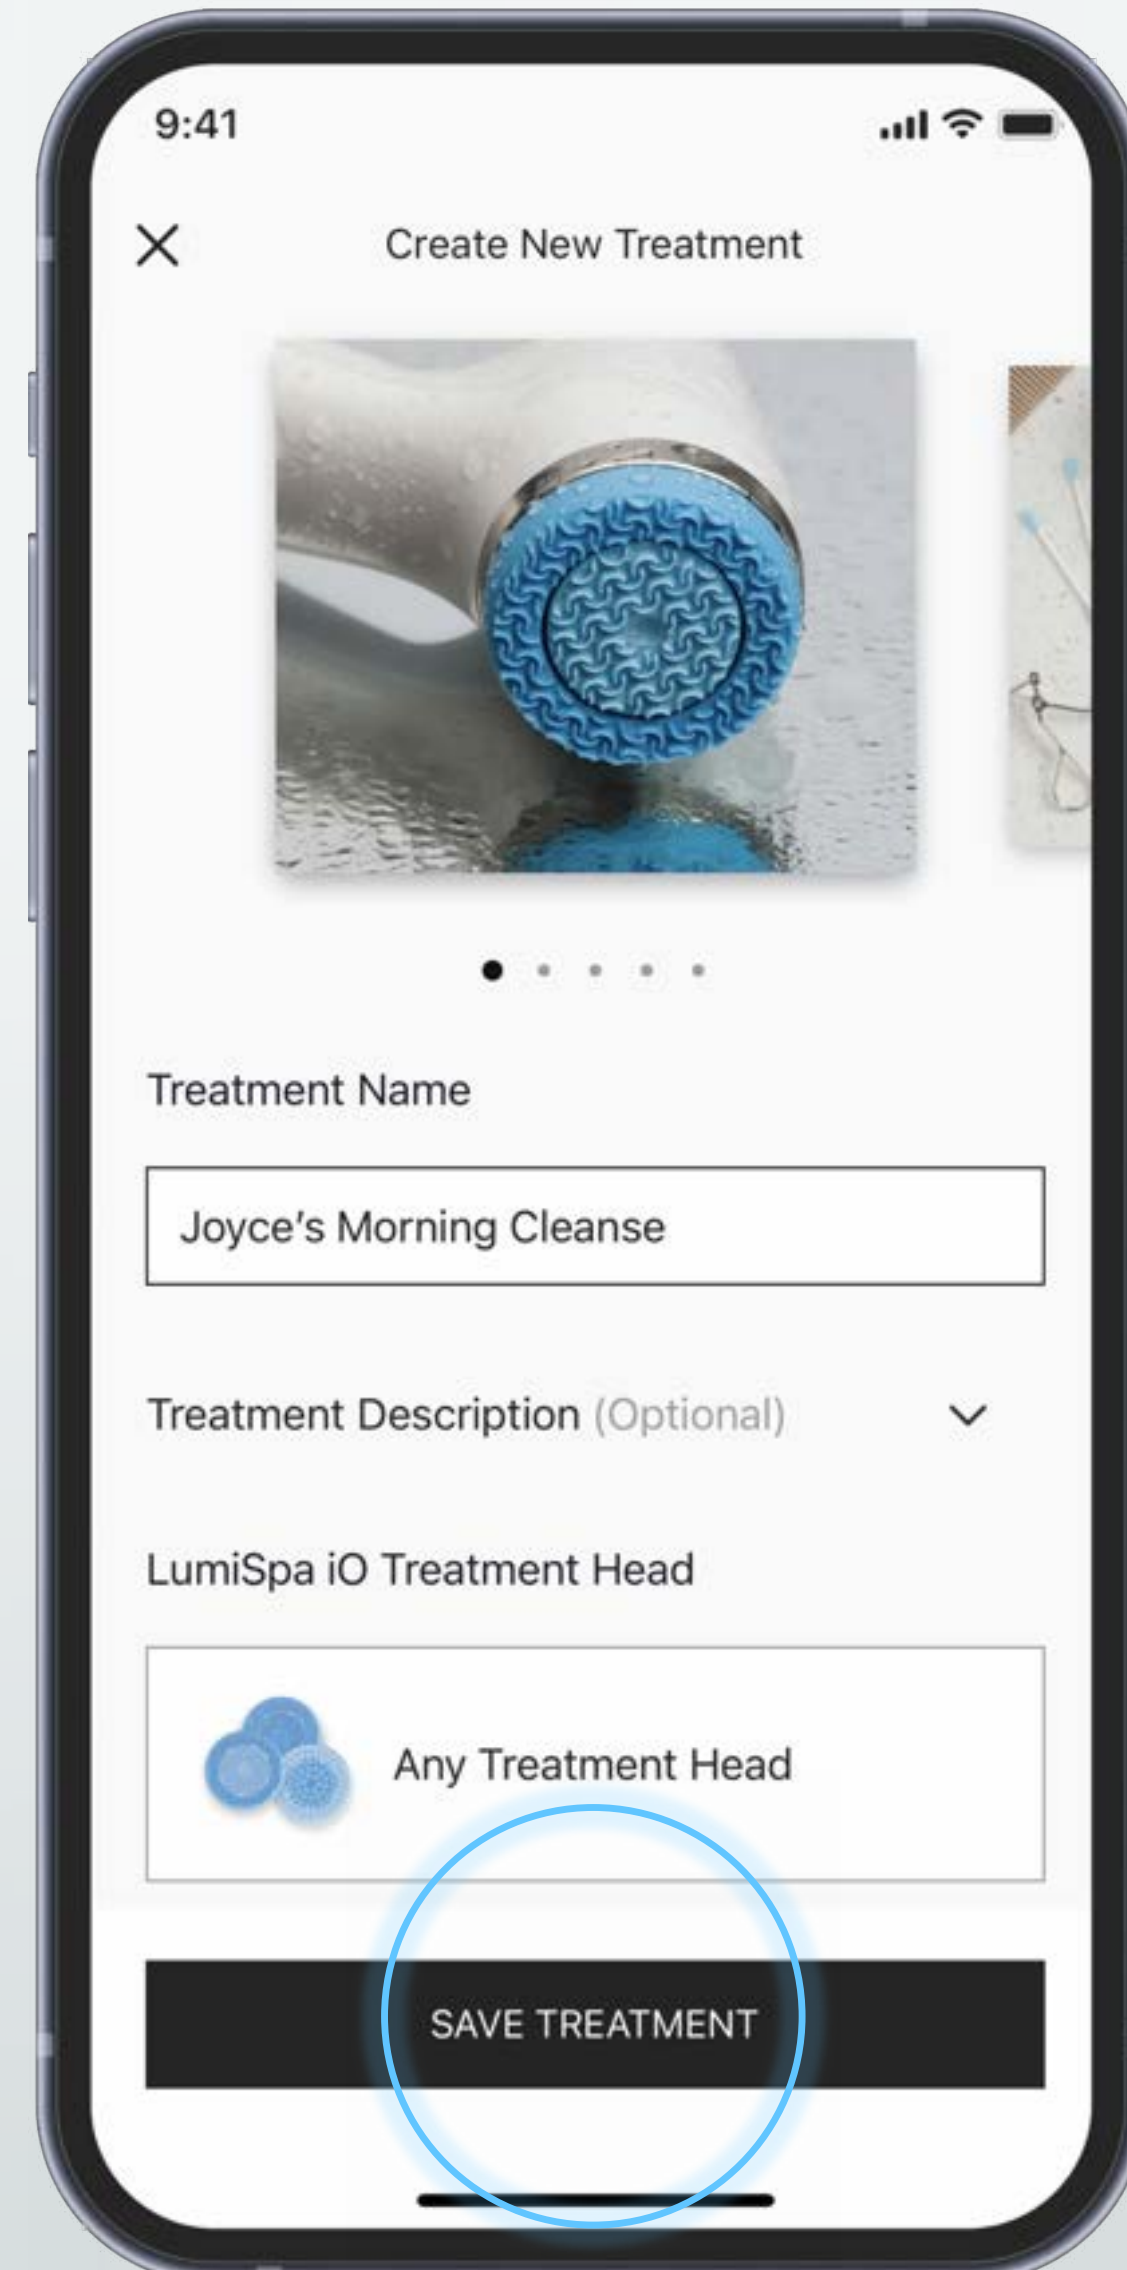 9:41
Create New Treatment
Treatment Name
Joyce's Morning Cleanse
Treatment Description (Optional)
LumiSpa iO Treatment Head
Any Treatment Head
SAVE TREATMENT